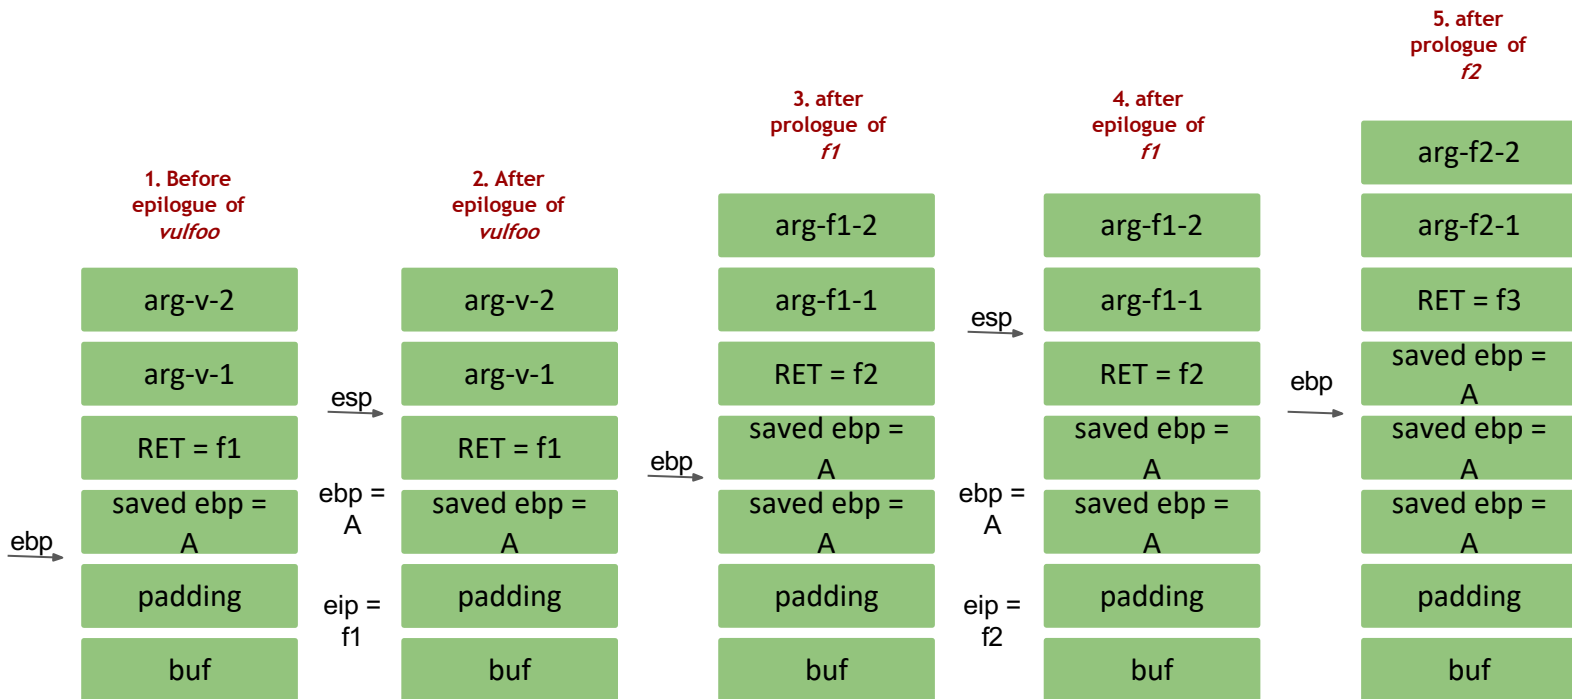 1. Before
epilogue of
vulfoo
arg-v-2
arg-v-1
RET = f1
saved ebp =
A
padding
buf
ebp
2. After
epilogue of
vulfoo
arg-v-2
arg-v-1
RET = f1
saved ebp =
A
padding
buf
esp
ebp =
A
eip =
f1
3. after
prologue of
f1
arg-f1-2
arg-f1-1
RET = f2
saved ebp =
A
saved ebp =
A
padding
buf
ebp
4. after
epilogue of
f1
arg-f1-2
arg-f1-1
RET = f2
saved ebp =
A
saved ebp =
A
padding
buf
esp
ebp =
A
eip =
f2
5. after
prologue of
f2
arg-f2-2
arg-f2-1
RET = f3
saved ebp =
A
saved ebp =
A
saved ebp =
A
padding
buf
ebp